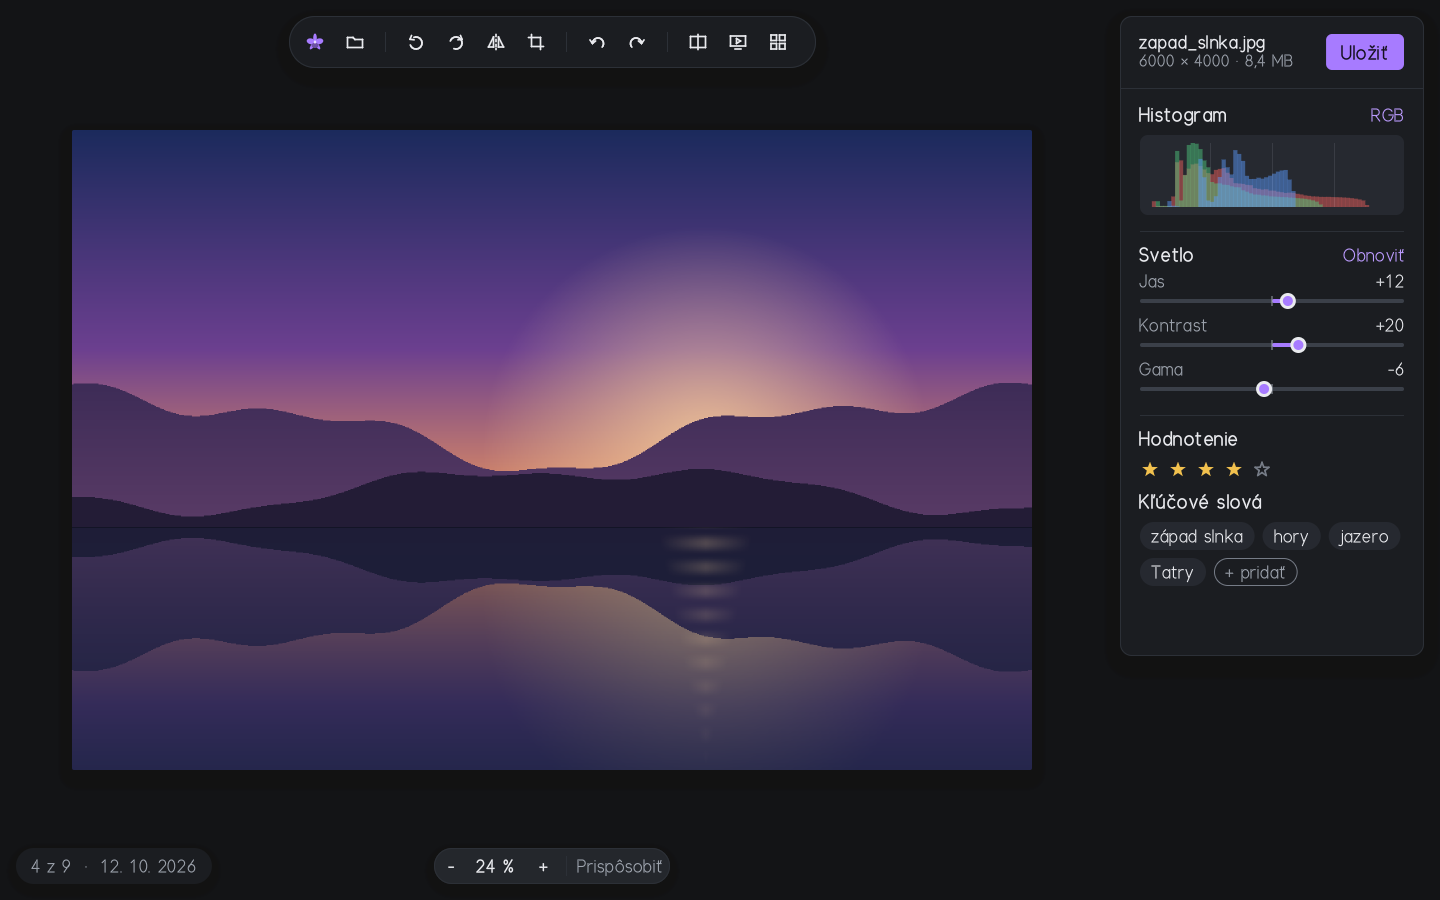 zapad_slnka.jpg
6000 × 4000 · 8,4 MB
Uložiť
Histogram
RGB
Svetlo
Obnoviť
Jas
+12
Kontrast
+20
Gama
-6
Hodnotenie
Kľúčové slová
západ slnka
hory
jazero
Tatry
+ pridať
4 z 9 · 12. 10. 2026
- 24 % +
Prispôsobiť